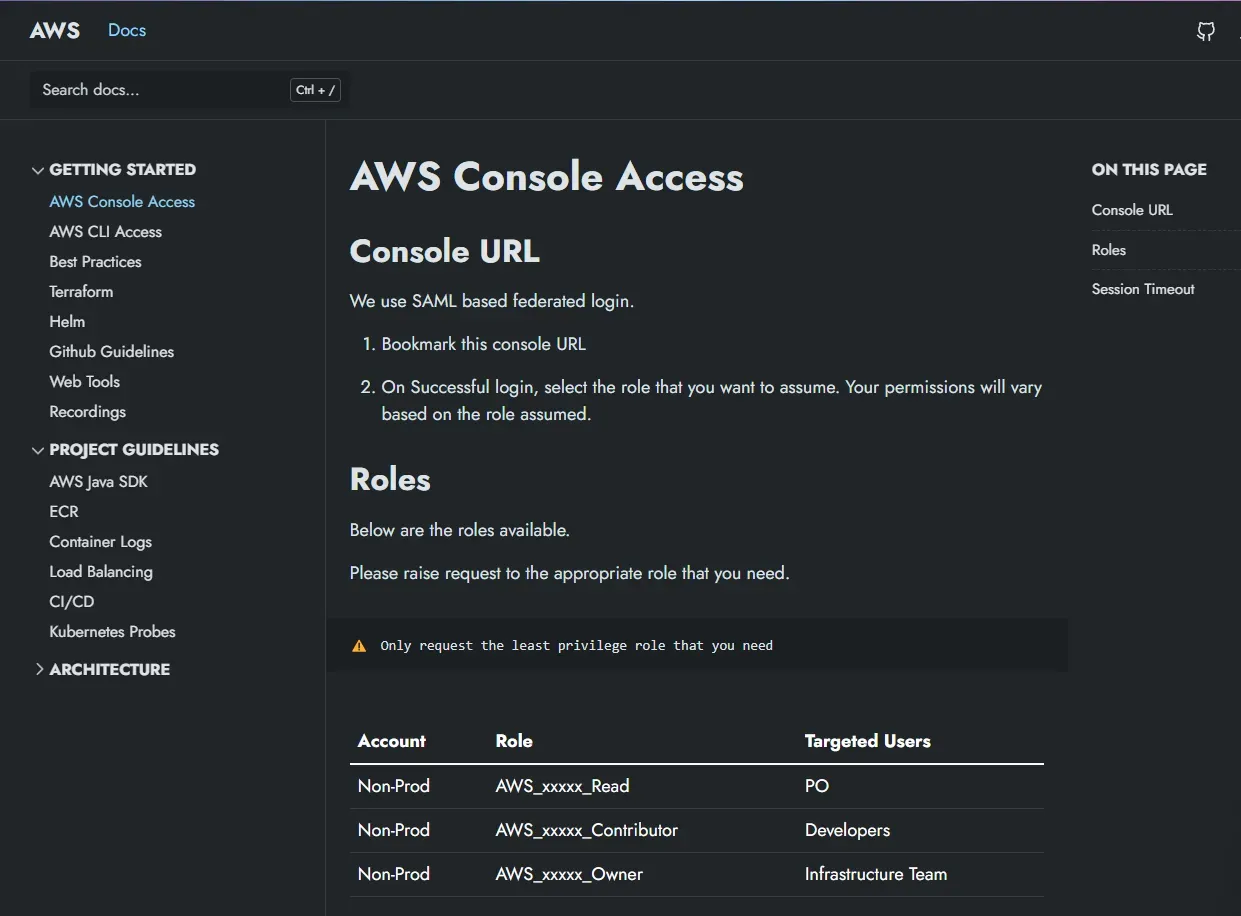 AWS Docs
Search docs... Ctrl + /
GETTING STARTED
AWS Console Access
AWS CLI Access
Best Practices
Terraform
Helm
Github Guidelines
Web Tools
Recordings
PROJECT GUIDELINES
AWS Java SDK
ECR
Container Logs
Load Balancing
CI/CD
Kubernetes Probes
ARCHITECTURE
AWS Console Access
Console URL
We use SAML based federated login.
1. Bookmark this console URL
2. On Successful login, select the role that you want to assume. Your permissions will vary
based on the role assumed.
Roles
Below are the roles available.
Please raise request to the appropriate role that you need.
Only request the least privilege role that you need
Account Role Targeted Users
Non-Prod AWS_xxxxx_Read PO
Non-Prod AWS_xxxxx_Contributor Developers
Non-Prod AWS_xxxxx_Owner Infrastructure Team
ON THIS PAGE
Console URL
Roles
Session Timeout